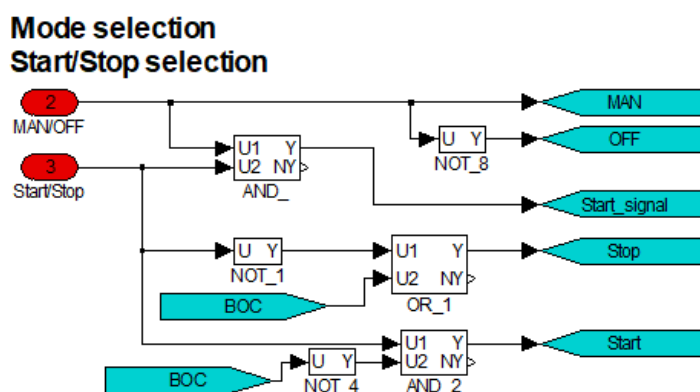 Mode selection
Start/Stop selection
2
MAN/OFF
MAN
U Y
NOT_8
OFF
3
Start/Stop
U1 Y
U2 NY
AND_
Start_signal
U Y
NOT_1
U1 Y
U2 NY
OR_1
Stop
BOC
U1 Y
U2 NY
AND_2
Start
BOC
U Y
NOT_4